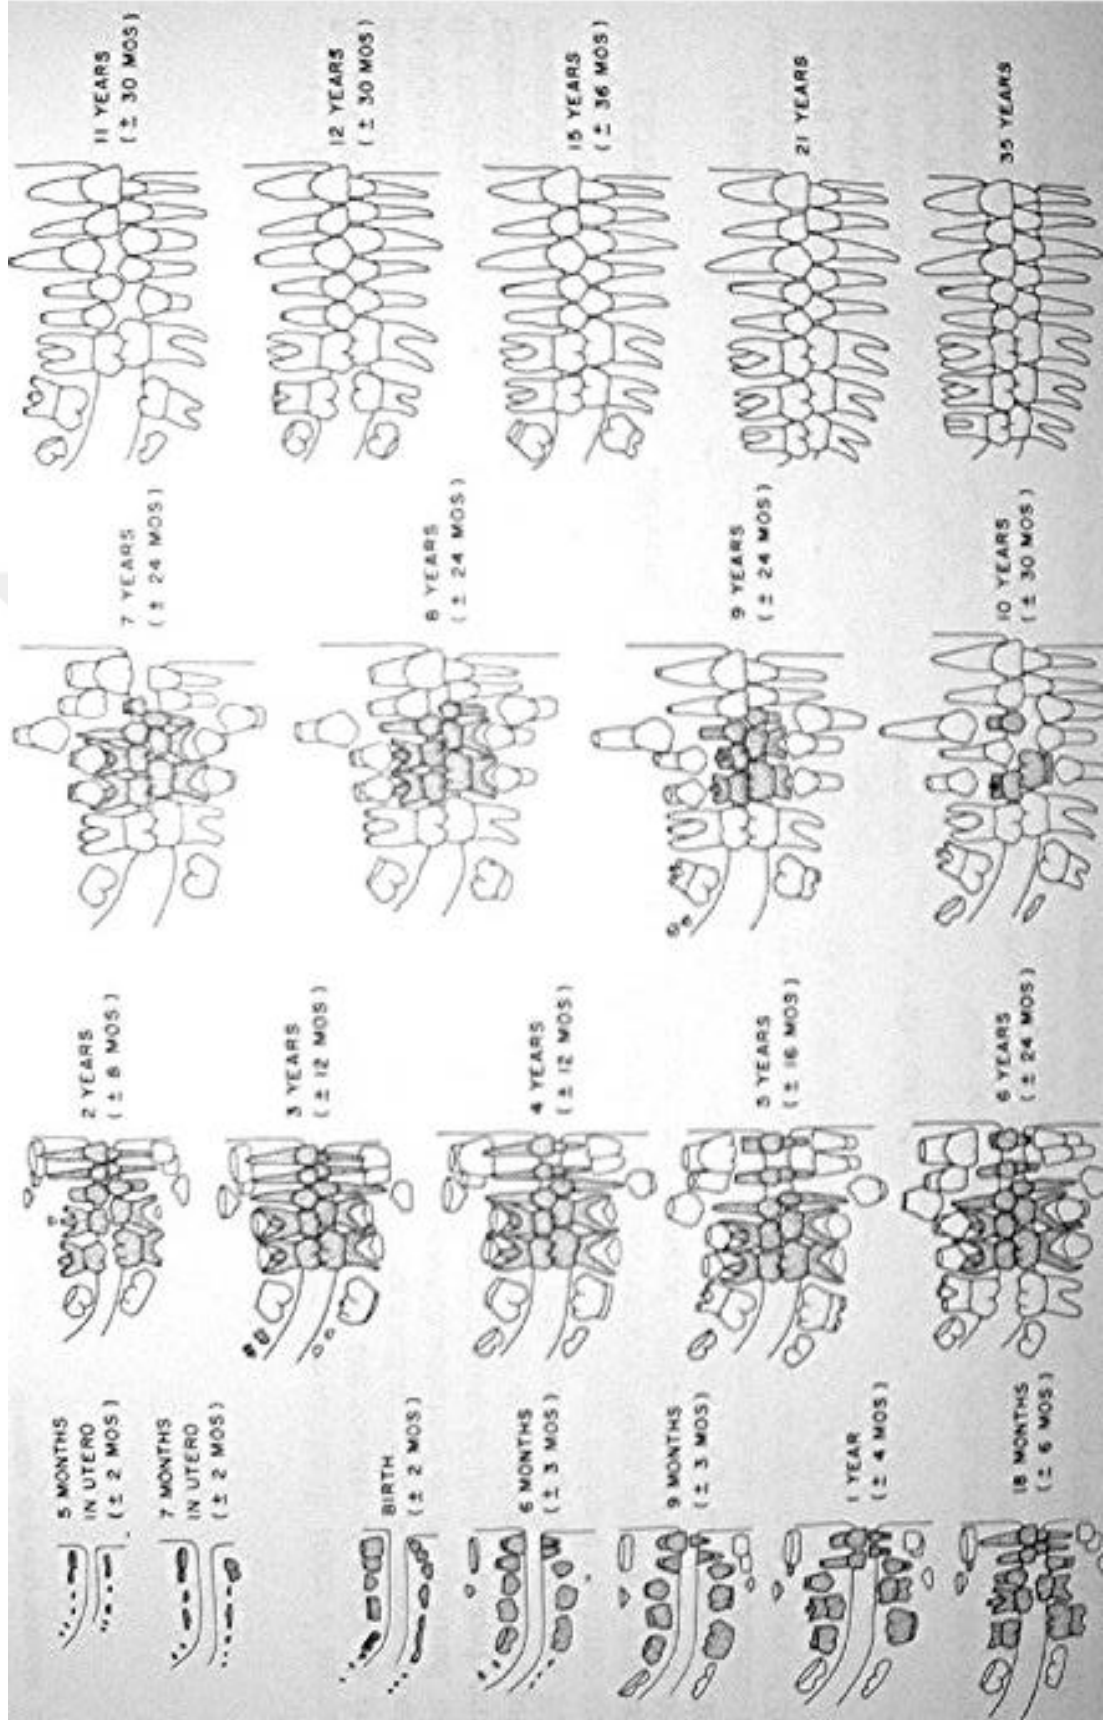 5 MONTHS
IN UTERO
(± 2 MOS)
7 MONTHS
IN UTERO
(± 2 MOS)
BIRTH
(± 2 MOS)
6 MONTHS
(± 3 MOS)
9 MONTHS
(± 3 MOS)
1 YEAR
(± 4 MOS)
18 MONTHS
(± 6 MOS)
2 YEARS
(± 8 MOS)
3 YEARS
(± 12 MOS)
4 YEARS
(± 12 MOS)
5 YEARS
(± 16 MOS)
6 YEARS
(± 24 MOS)
7 YEARS
(± 24 MOS)
8 YEARS
(± 24 MOS)
9 YEARS
(± 24 MOS)
10 YEARS
(± 30 MOS)
11 YEARS
(± 30 MOS)
12 YEARS
(± 30 MOS)
15 YEARS
(± 36 MOS)
21 YEARS
35 YEARS